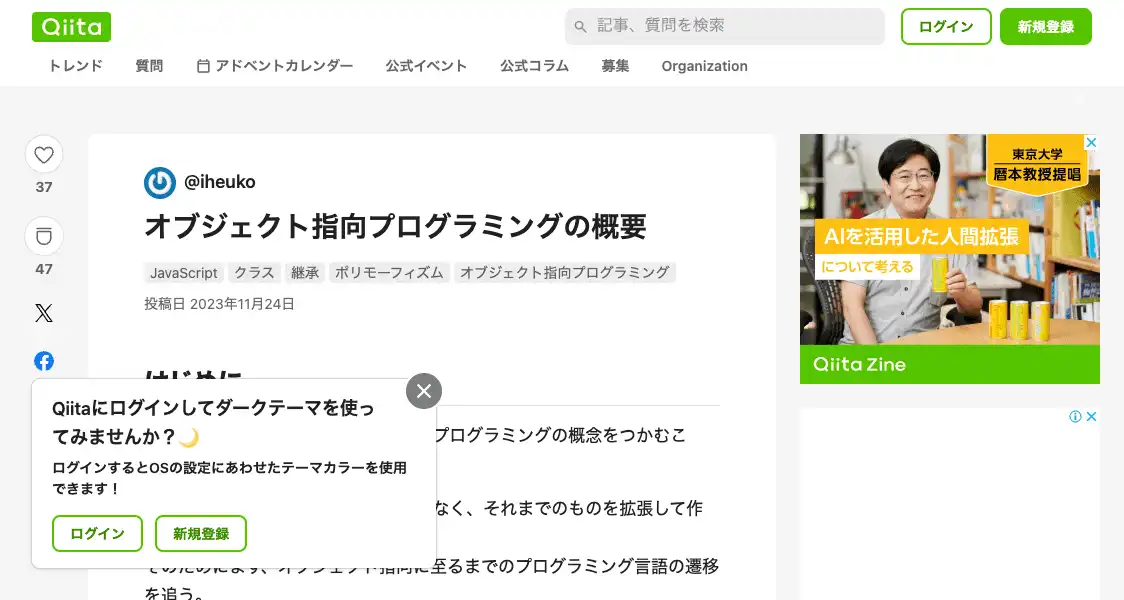 Qiita
記事、質問を検索
ログイン
新規登録
トレンド
質問
アドベントカレンダー
公式イベント
公式コラム
募集
Organization
37
47
@iheuko
オブジェクト指向プログラミングの概要
JavaScript
クラス
継承
ポリモーフィズム
オブジェクト指向プログラミング
投稿日 2023年11月24日
はじめに
プログラミングの概念をつかむこ
なく、それまでのものを拡張して作
そのためにまず、オブジェクト指向に至るまでのプログラミング言語の遷移
を追う。
Qiitaにログインしてダークテーマを使っ
てみませんか？🌙
ログインするとOSの設定にあわせたテーマカラーを使用
できます！
ログイン
新規登録
東京大学
暦本教授提唱
AIを活用した人間拡張
について考える
Qiita Zine